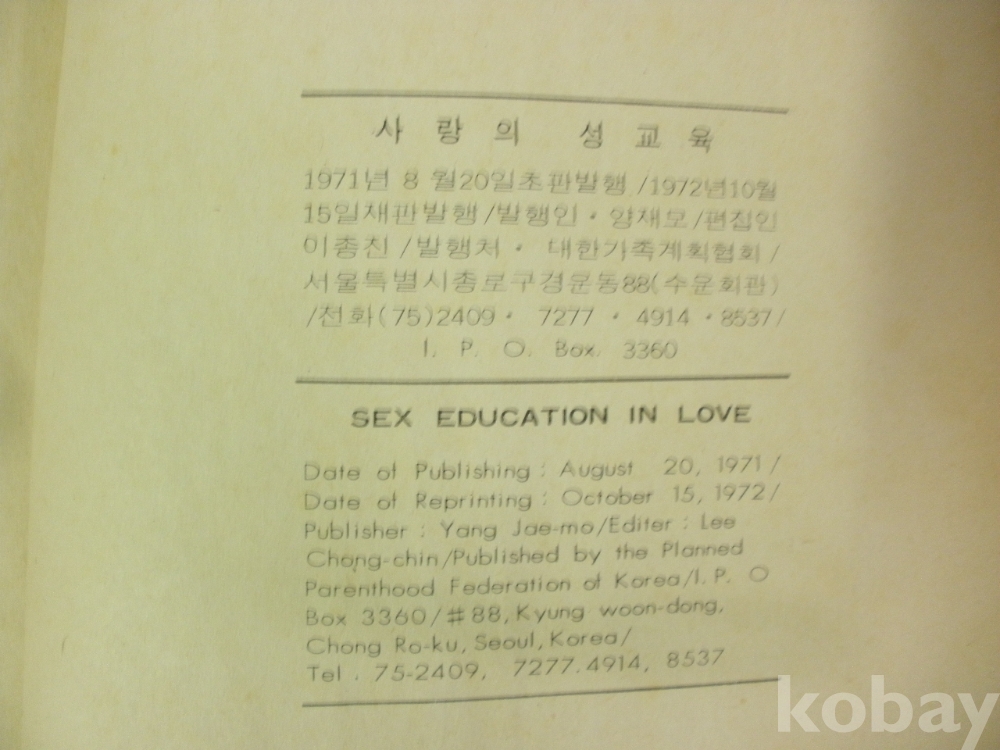 사랑의 성교육
1971년 8 월20일초판발행 /1972년10월
15일재판발행/발행인・양재모/편집인
이종진 /발행처・ 대한가족계획협회/
서울특별시종로구경운동88(수운회관)
/전화(75)2409・ 7277 ・ 4914 ・8537/
I. P. O. Box. 3360
SEX EDUCATION IN LOVE
Date of Publishing : August 20, 1971 /
Date of Reprinting : October 15, 1972/
Publisher : Yang Jae-mo/Editer : Lee
Chong-chin/Published by the Planned
Parenthood Federation of Korea/I. P. O
Box 3360/#88, Kyung woon-dong,
Chong Ro-ku, Seoul, Korea/
Tel . 75-2409, 7277. 4914, 8537
kobay